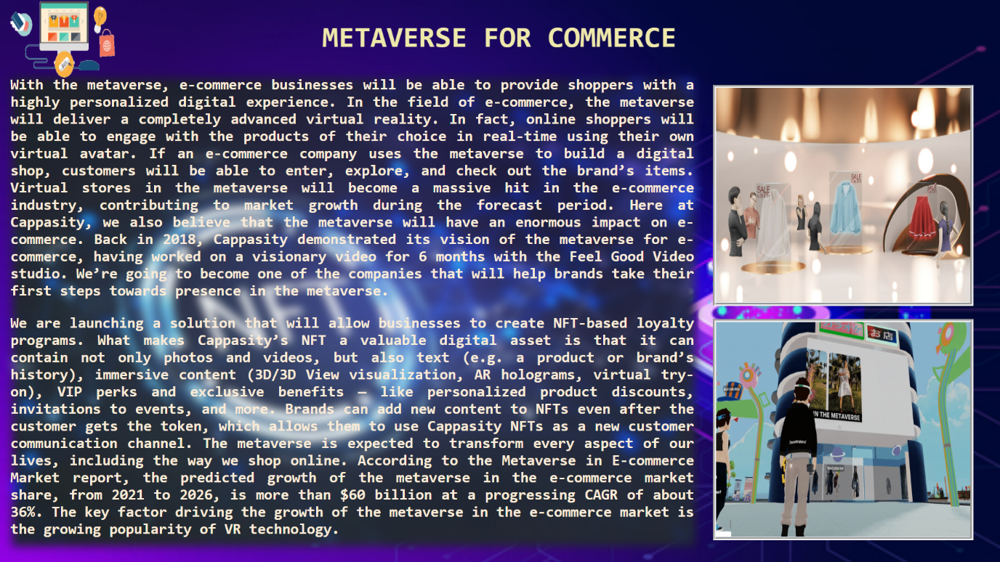 METAVERSE FOR COMMERCE
With the metaverse, e-commerce businesses will be able to provide shoppers with a
highly personalized digital experience. In the field of e-commerce, the metaverse
will deliver a completely advanced virtual reality. In fact, online shoppers will
be able to engage with the products of their choice in real-time using their own
virtual avatar. If an e-commerce company uses the metaverse to build a digital
shop, customers will be able to enter, explore, and check out the brand’s items.
Virtual stores in the metaverse will become a massive hit in the e-commerce
industry, contributing to market growth during the forecast period. Here at
Cappasity, we also believe that the metaverse will have an enormous impact on e-
commerce. Back in 2018, Cappasity demonstrated its vision of the metaverse for e-
commerce, having worked on a visionary video for 6 months with the Feel Good Video
studio. We’re going to become one of the companies that will help brands take their
first steps towards presence in the metaverse.
We are launching a solution that will allow businesses to create NFT-based loyalty
programs. What makes Cappasity’s NFT a valuable digital asset is that it can
contain not only photos and videos, but also text (e.g. a product or brand’s
history), immersive content (3D/3D View visualization, AR holograms, virtual try-
on), VIP perks and exclusive benefits – like personalized product discounts,
invitations to events, and more. Brands can add new content to NFTs even after the
customer gets the token, which allows them to use Cappasity NFTs as a new customer
communication channel. The metaverse is expected to transform every aspect of our
lives, including the way we shop online. According to the Metaverse in E-commerce
Market report, the predicted growth of the metaverse in the e-commerce market
share, from 2021 to 2026, is more than $60 billion at a progressing CAGR of about
36%. The key factor driving the growth of the metaverse in the e-commerce market is
the growing popularity of VR technology.
NFT
SALE
SALE
SALE
お店
IN THE METAVERSE
Decentraland
TheCollector